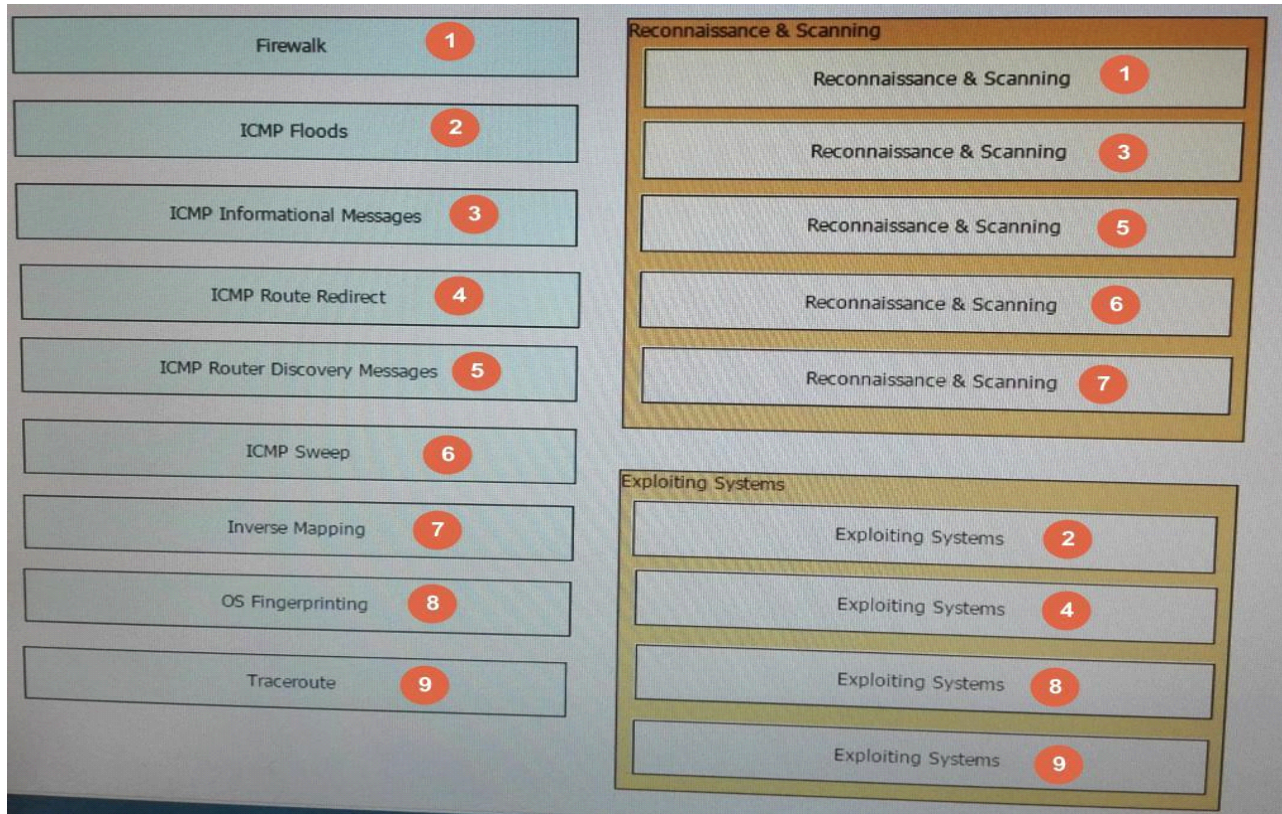 Firewalk 1
ICMP Floods 2
ICMP Informational Messages 3
ICMP Route Redirect 4
ICMP Router Discovery Messages 5
ICMP Sweep 6
Inverse Mapping 7
OS Fingerprinting 8
Traceroute 9
Reconnaissance & Scanning
Reconnaissance & Scanning 1
Reconnaissance & Scanning 3
Reconnaissance & Scanning 5
Reconnaissance & Scanning 6
Reconnaissance & Scanning 7
Exploiting Systems
Exploiting Systems 2
Exploiting Systems 4
Exploiting Systems 8
Exploiting Systems 9